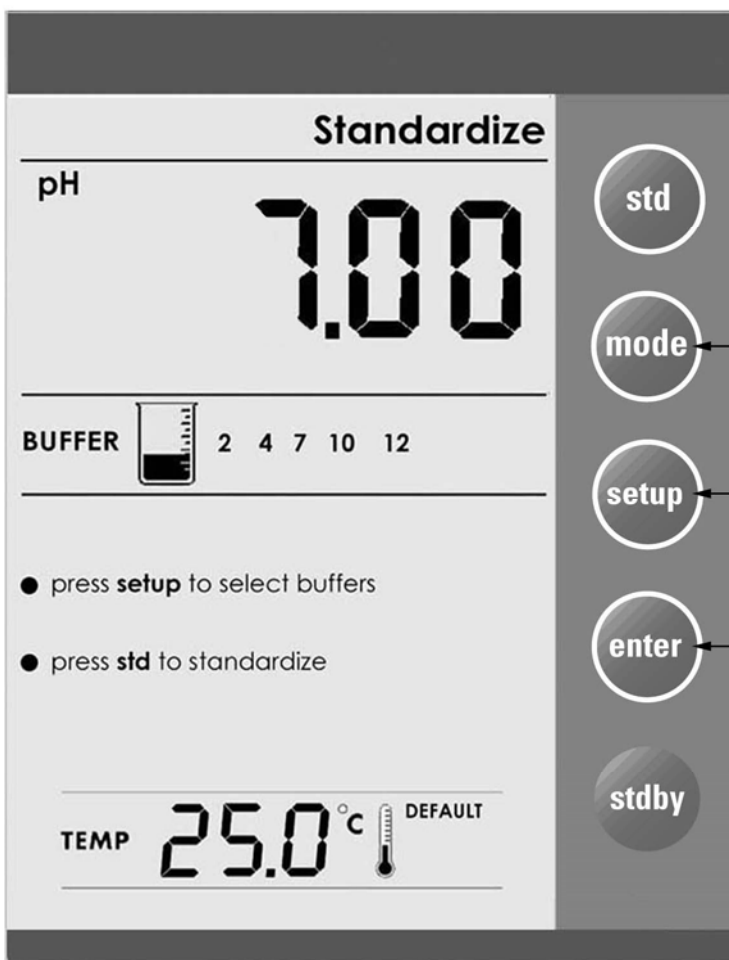 Standardize
pH
7.00
BUFFER 2 4 7 10 12
press setup to select buffers
press std to standardize
TEMP 25.0 °C DEFAULT
std
mode
setup
enter
stdby